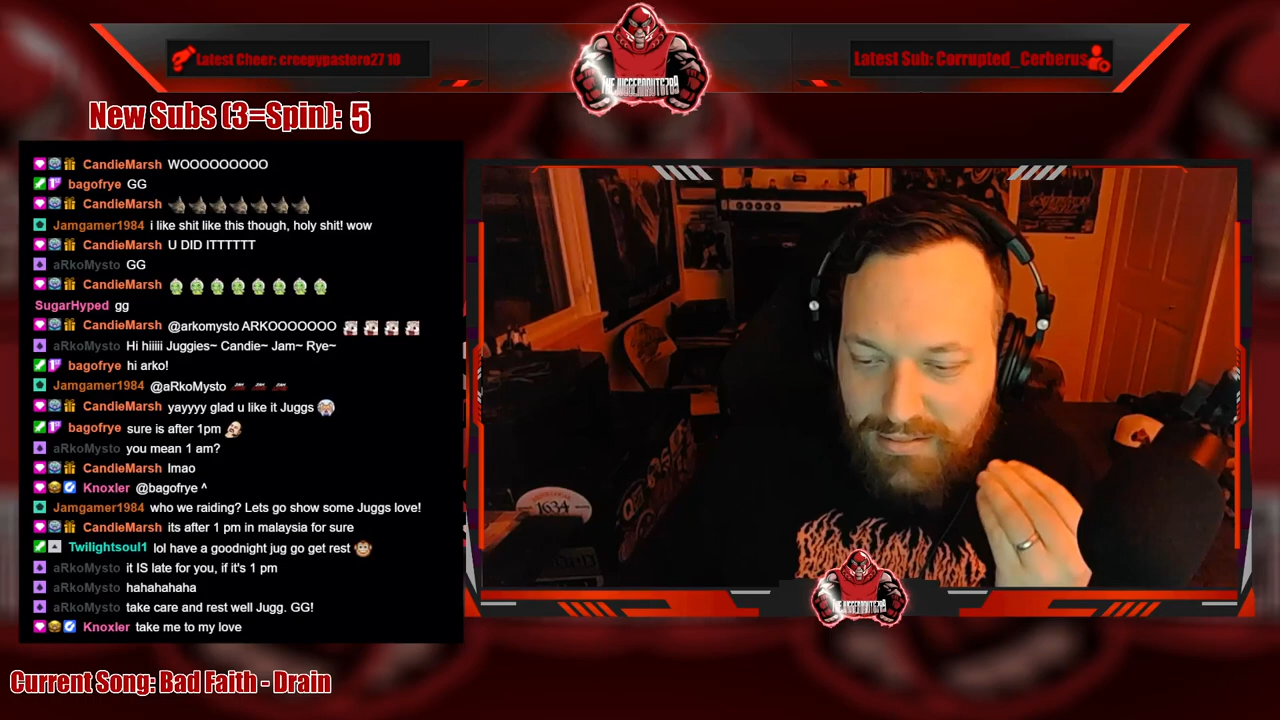 Latest Cheer: creepypastero27 10
THEJUGGERNAUT6789
Latest Sub: Corrupted_Cerberus
New Subs (3=Spin): 5
CandieMarsh WOOOOOOOOO
bagofrye GG
CandieMarsh
Jamgamer1984 i like shit like this though, holy shit! wow
CandieMarsh U DID ITTTTTT
aRkoMysto GG
CandieMarsh
SugarHyped gg
CandieMarsh @arkomysto ARKOOOOOOO
aRkoMysto Hi hiiiii Juggies~ Candie~ Jam~ Rye~
bagofrye hi arko!
Jamgamer1984 @aRkoMysto
CandieMarsh yayyyy glad u like it Juggs
bagofrye sure is after 1pm
aRkoMysto you mean 1 am?
CandieMarsh lmao
Knoxler @bagofrye ^
Jamgamer1984 who we raiding? Lets go show some Juggs love!
CandieMarsh its after 1 pm in malaysia for sure
Twilightsoul1 lol have a goodnight jug go get rest
aRkoMysto it IS late for you, if it's 1 pm
aRkoMysto hahahahaha
aRkoMysto take care and rest well Jugg. GG!
Knoxler take me to my love
1634
THEJUGGERNAUT6789
Current Song: Bad Faith - Drain